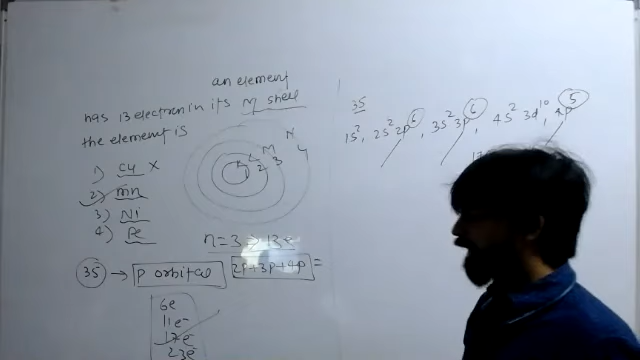 an element
has 13 electron in its M shell
the element is
1) Cu ×
2) mn
3) Ni
4) Fe
K L M N
1 2 3 4
n=3 → 13e
35 → P orbital 2p+3p+4p =
6e
11e-
17e-
23e
35
1s², 2s² 2p⁶, 3s² 3p⁶, 4s² 3d¹⁰, 4p⁵
17